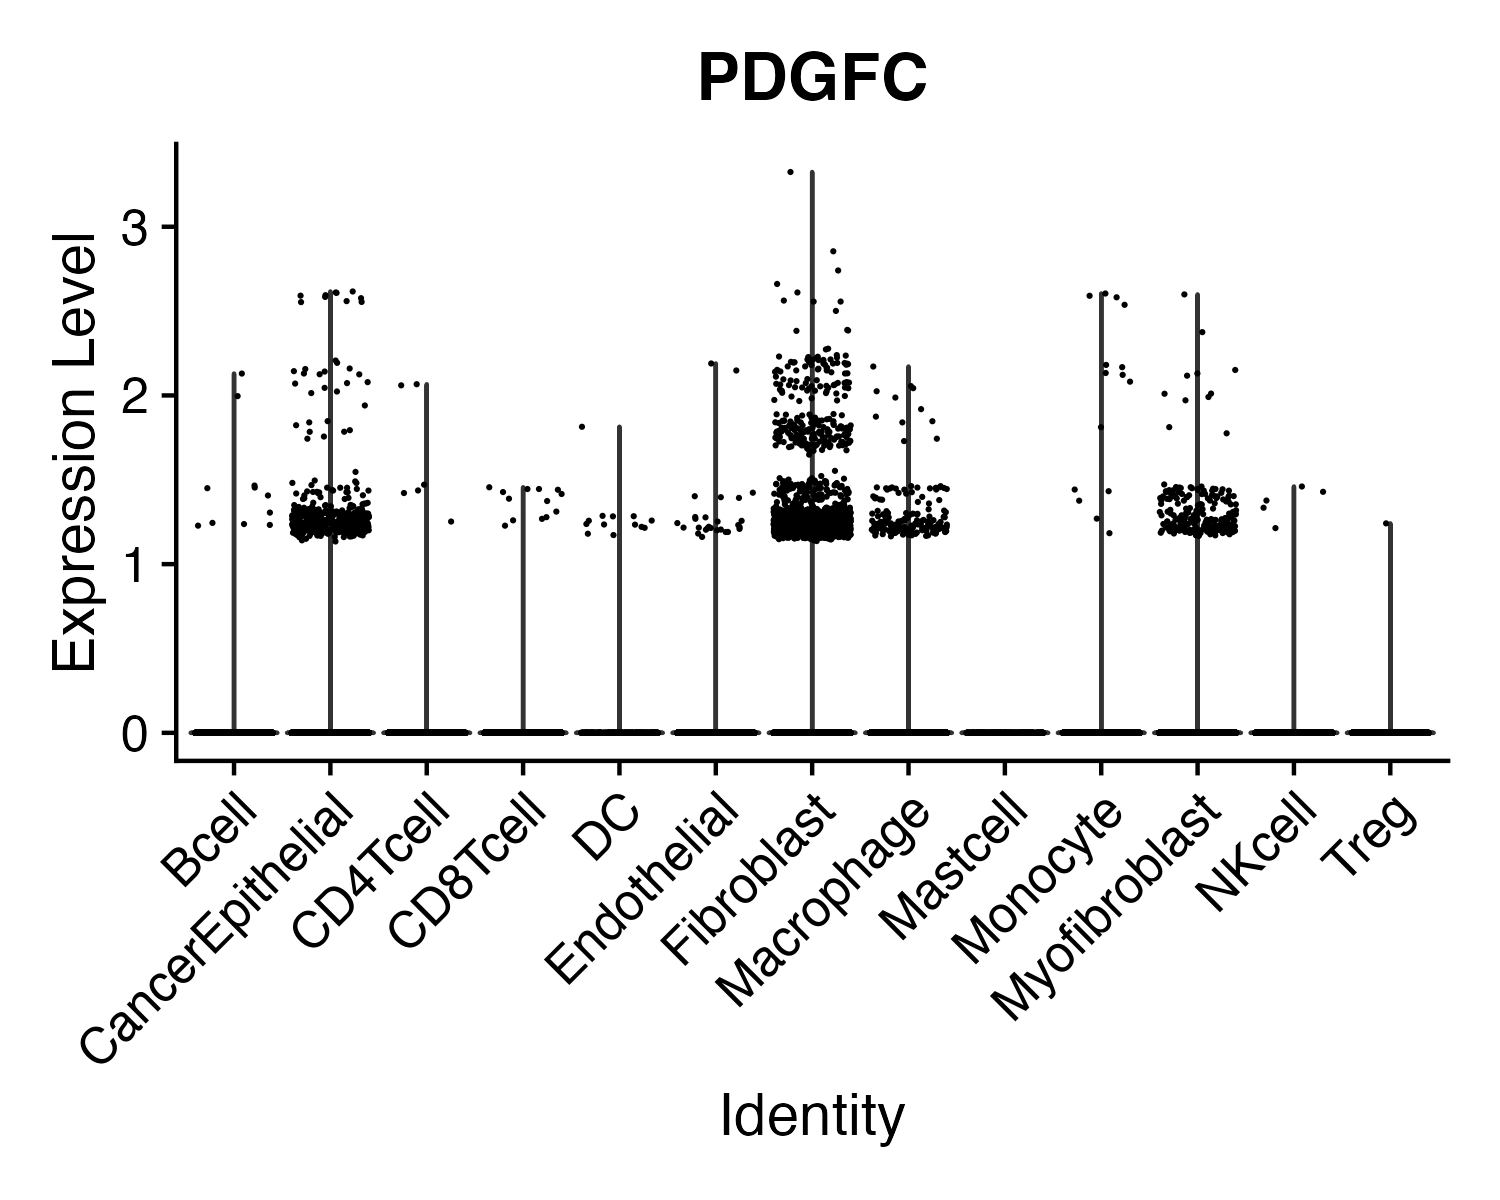 PDGFC
Expression Level
3
2
1
0
Bcell
CancerEpithelial
CD4Tcell
CD8Tcell
DC
Endothelial
Fibroblast
Macrophage
Mastcell
Monocyte
Myofibroblast
NKcell
Treg
Identity